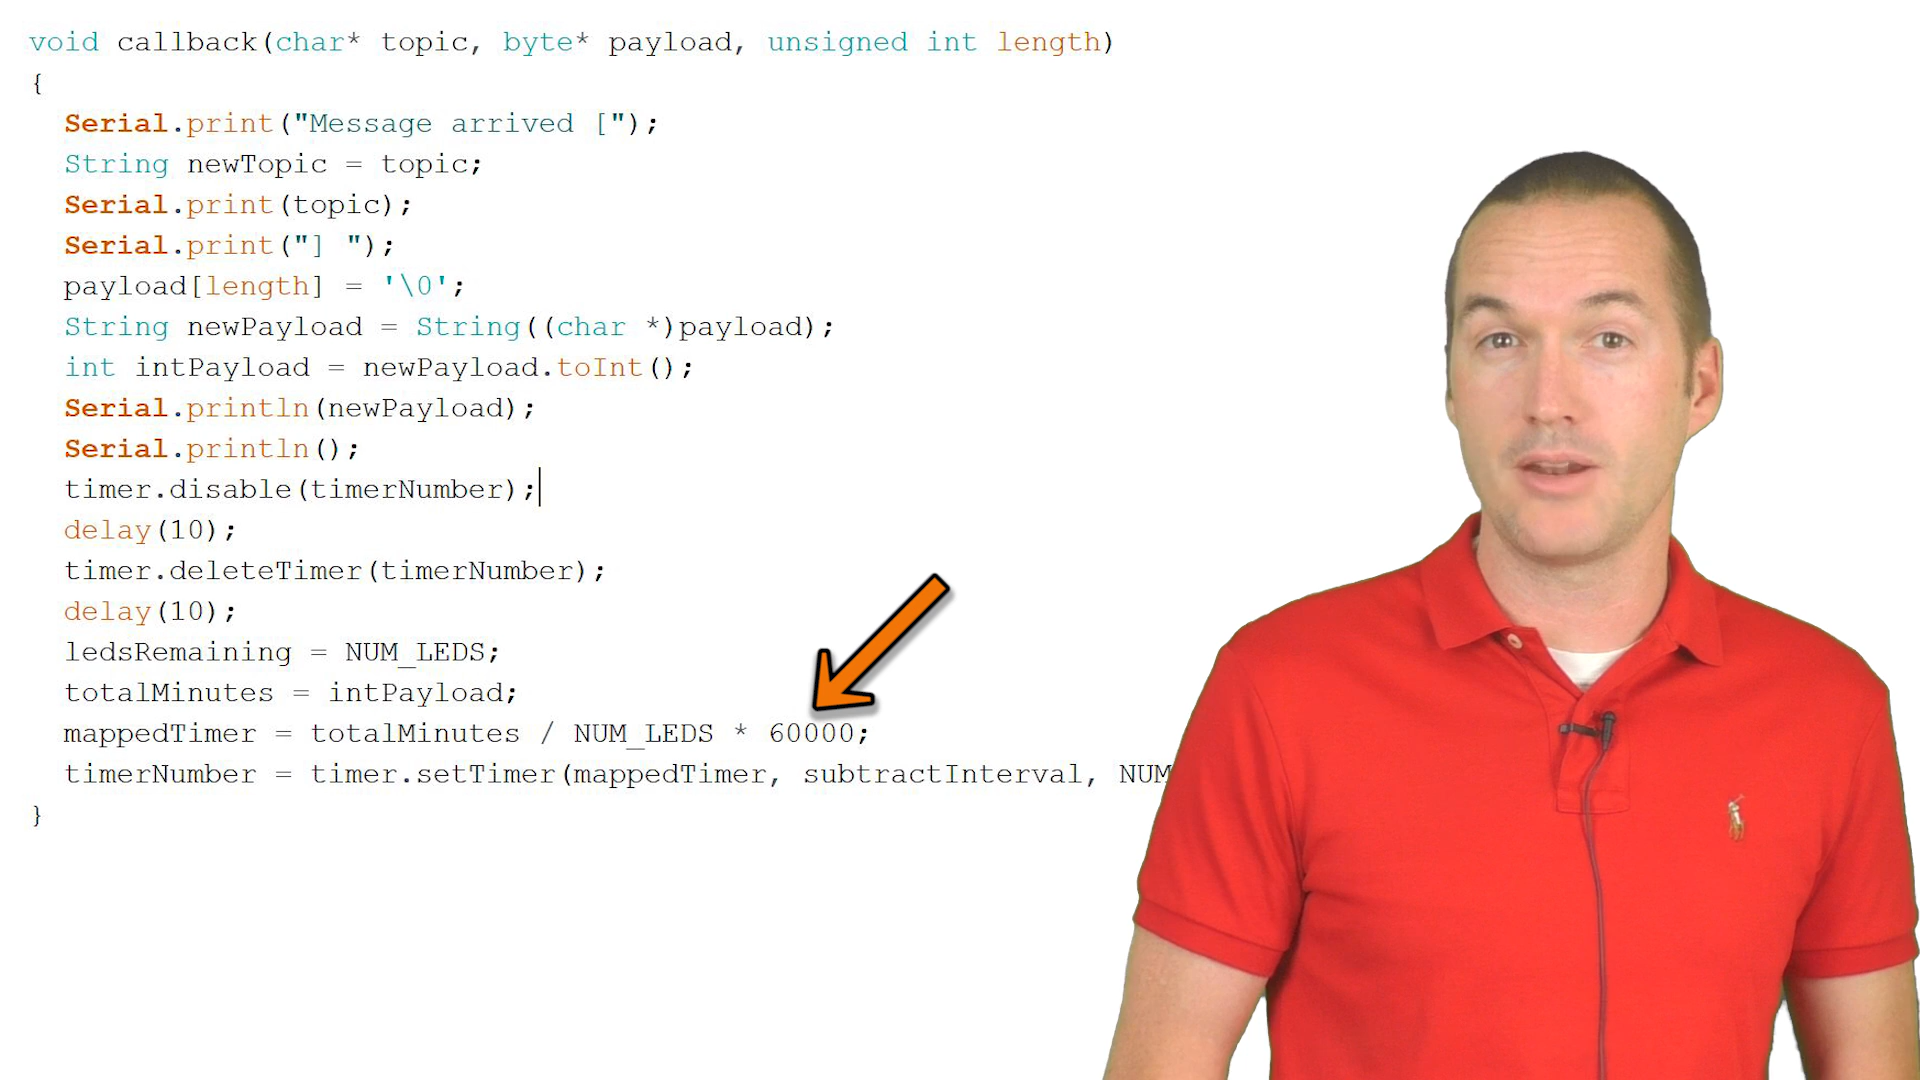 void callback(char* topic, byte* payload, unsigned int length)
{
Serial.print("Message arrived [");
String newTopic = topic;
Serial.print(topic);
Serial.print("] ");
payload[length] = '\0';
String newPayload = String((char *)payload);
int intPayload = newPayload.toInt();
Serial.println(newPayload);
Serial.println();
timer.disable(timerNumber);
delay(10);
timer.deleteTimer(timerNumber);
delay(10);
ledsRemaining = NUM_LEDS;
totalMinutes = intPayload;
mappedTimer = totalMinutes / NUM_LEDS * 60000;
timerNumber = timer.setTimer(mappedTimer, subtractInterval, NUM
}